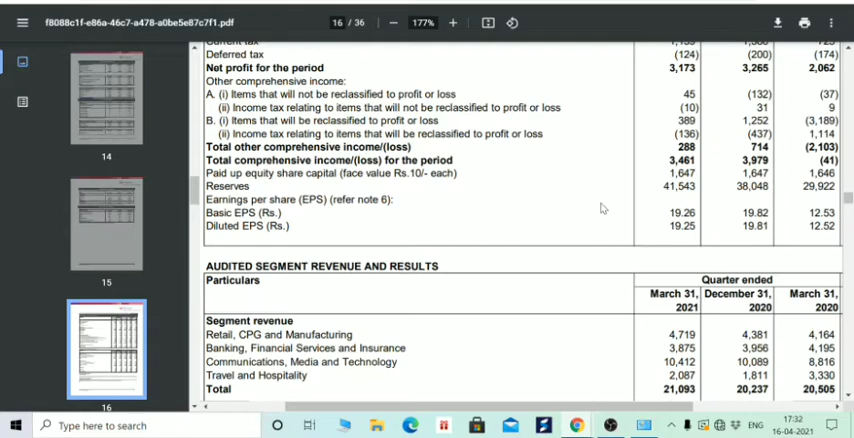 f8088c1f-e86a-46c7-a478-a0be5e87c7f1.pdf 16 / 36 177%
Current tax
Deferred tax (124) (200) (174)
Net profit for the period 3,173 3,265 2,062
Other comprehensive income:
A. (i) Items that will not be reclassified to profit or loss 45 (132) (37)
(ii) Income tax relating to items that will not be reclassified to profit or loss (10) 31 9
B. (i) Items that will be reclassified to profit or loss 389 1,252 (3,189)
(ii) Income tax relating to items that will be reclassified to profit or loss (136) (437) 1,114
Total other comprehensive income/(loss) 288 714 (2,103)
Total comprehensive income/(loss) for the period 3,461 3,979 (41)
Paid up equity share capital (face value Rs.10/- each) 1,647 1,647 1,646
Reserves 41,543 38,048 29,922
Earnings per share (EPS) (refer note 6):
Basic EPS (Rs.) 19.26 19.82 12.53
Diluted EPS (Rs.) 19.25 19.81 12.52
AUDITED SEGMENT REVENUE AND RESULTS
Particulars Quarter ended
March 31, December 31, March 31,
2021 2020 2020
Segment revenue
Retail, CPG and Manufacturing 4,719 4,381 4,164
Banking, Financial Services and Insurance 3,875 3,956 4,195
Communications, Media and Technology 10,412 10,089 8,816
Travel and Hospitality 2,087 1,811 3,330
Total 21,093 20,237 20,505
14
15
16
Type here to search
ENG
17:32
16-04-2021